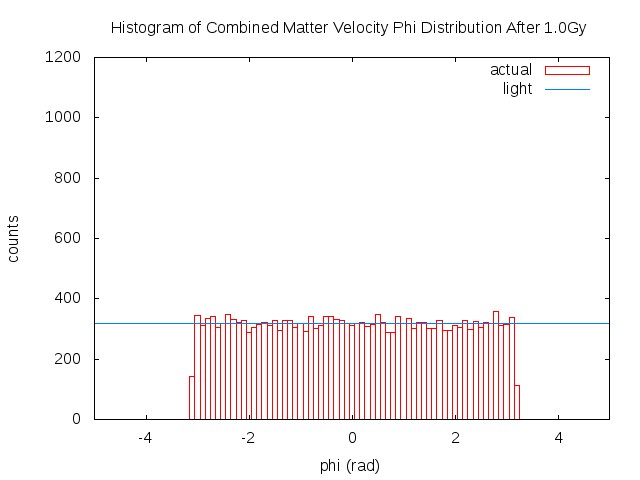 Histogram of Combined Matter Velocity Phi Distribution After 1.0Gy
1200
1000
800
600
400
200
0
counts
actual
light
-4
-2
0
2
4
phi (rad)